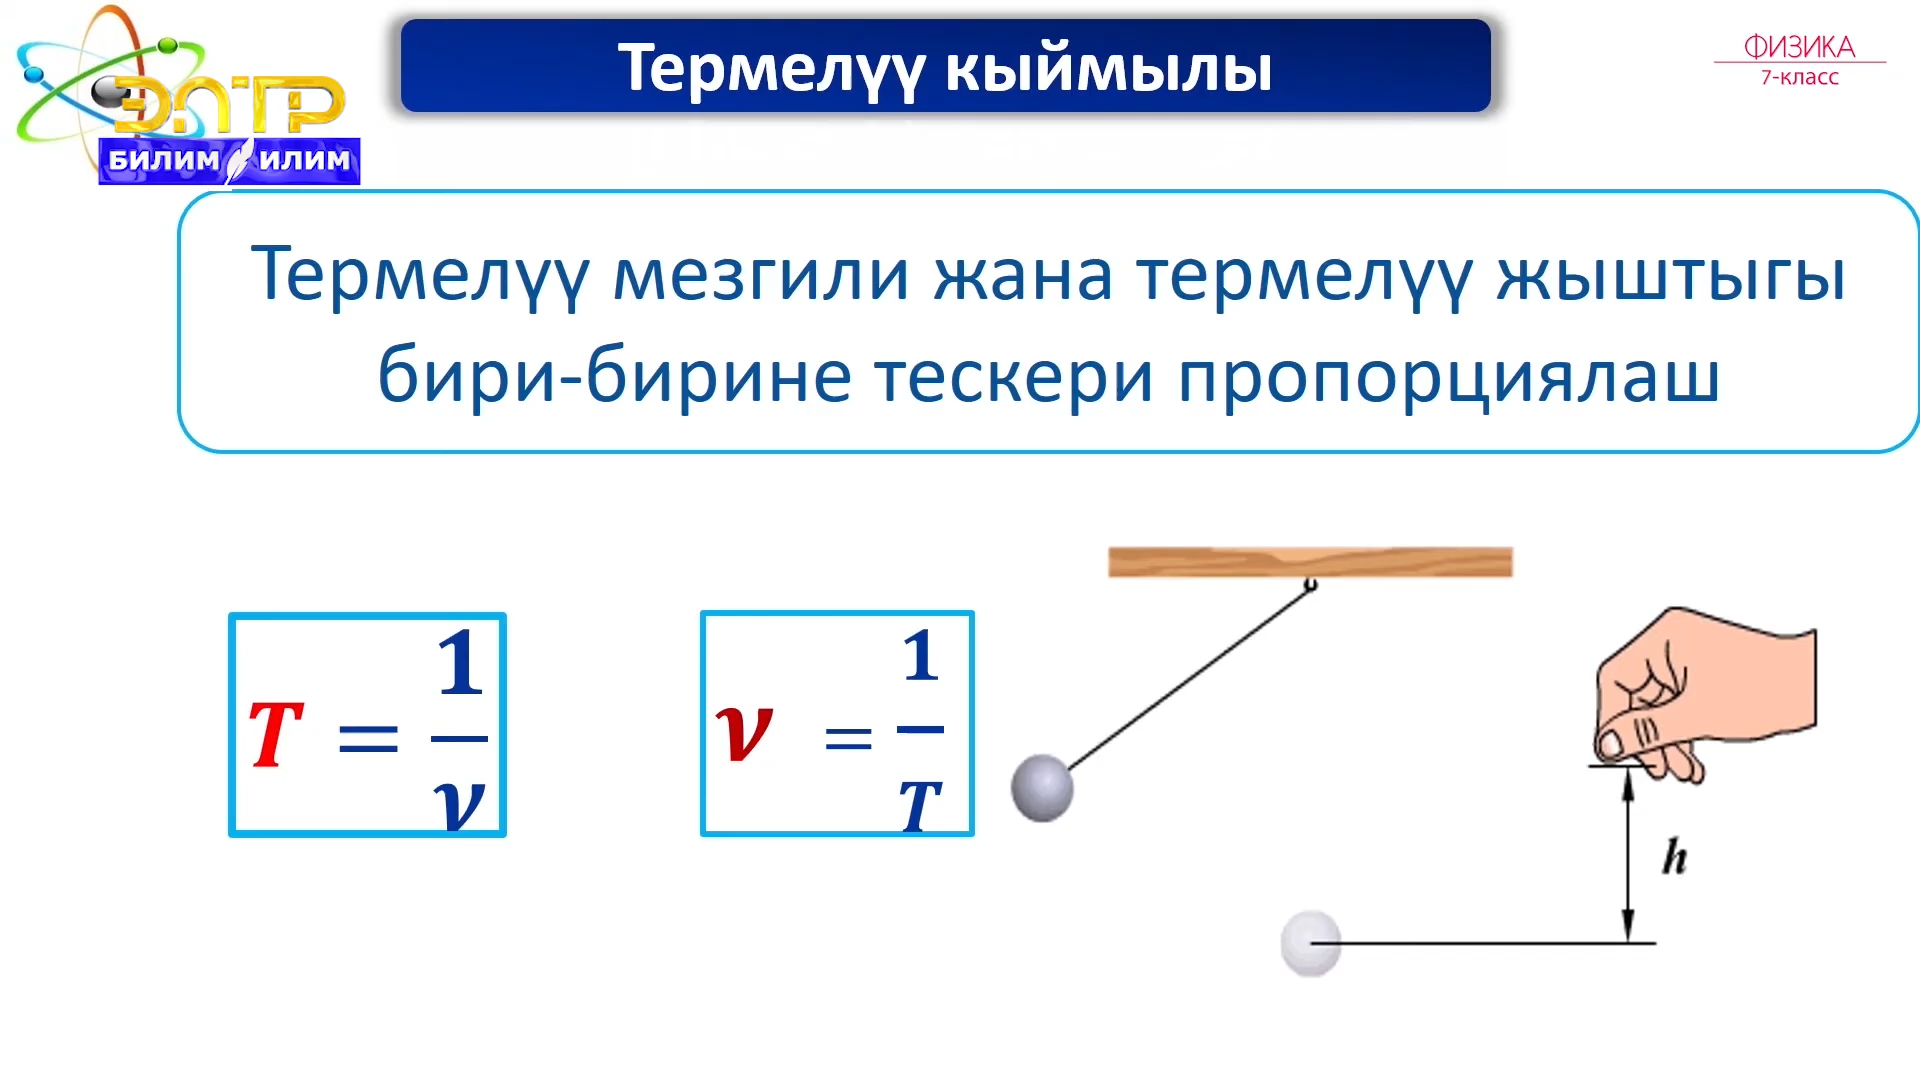 Термелүү кыймылы
ФИЗИКА
7-класс
ЭЛТР
БИЛИМ ИЛИМ
Термелүү мезгили жана термелүү жыштыгы
бири-бирине тескери пропорциялаш
T = 1/ν
ν = 1/T
h